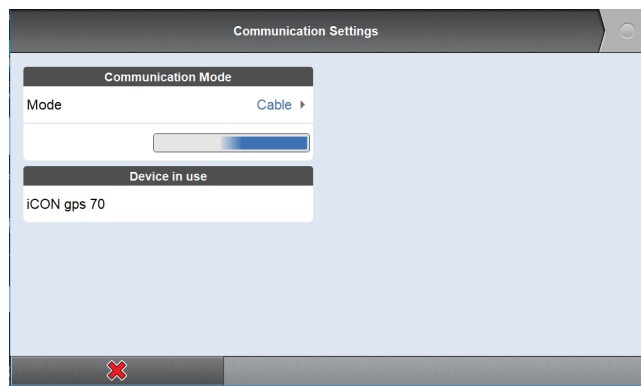 Communication Settings
Communication Mode
Mode Cable
Device in use
iCON gps 70